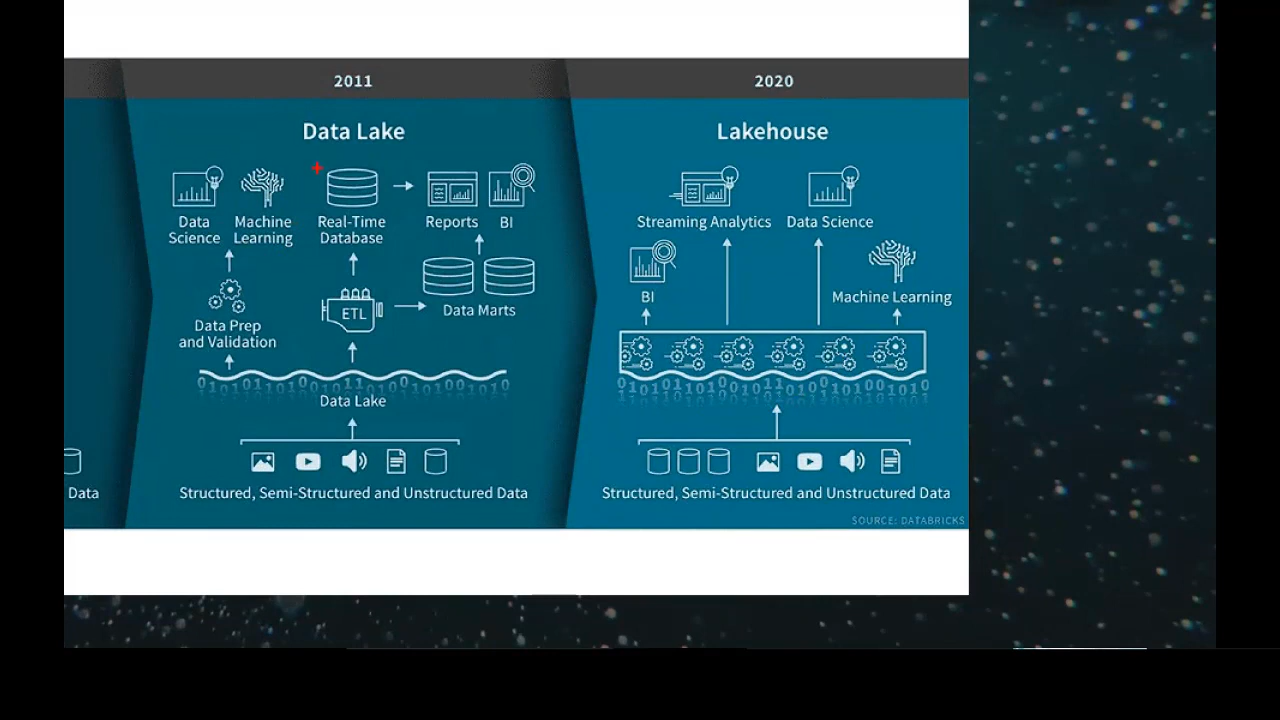 2011
Data Lake
Data
Science
Machine
Learning
Real-Time
Database
Reports
BI
ETL
Data Marts
Data Prep
and Validation
Data Lake
Structured, Semi-Structured and Unstructured Data
Data
2020
Lakehouse
Streaming Analytics
Data Science
BI
Machine Learning
Structured, Semi-Structured and Unstructured Data
SOURCE: DATABRICKS